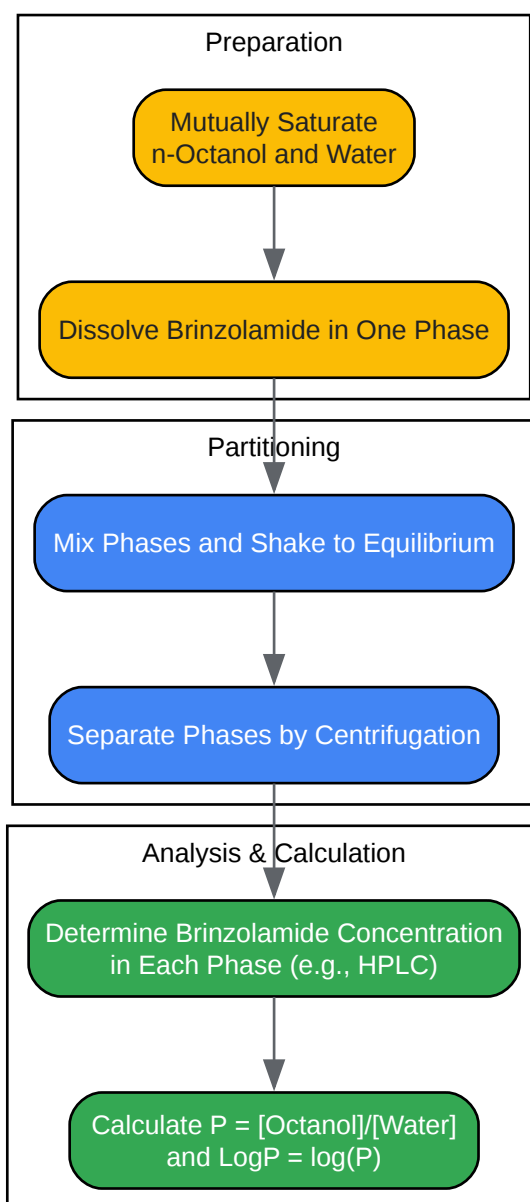 Preparation
Mutually Saturate
n-Octanol and Water
Dissolve Brinzolamide in One Phase
Partitioning
Mix Phases and Shake to Equilibrium
Separate Phases by Centrifugation
Analysis & Calculation
Determine Brinzolamide Concentration
in Each Phase (e.g., HPLC)
Calculate P = [Octanol]/[Water]
and LogP = log(P)